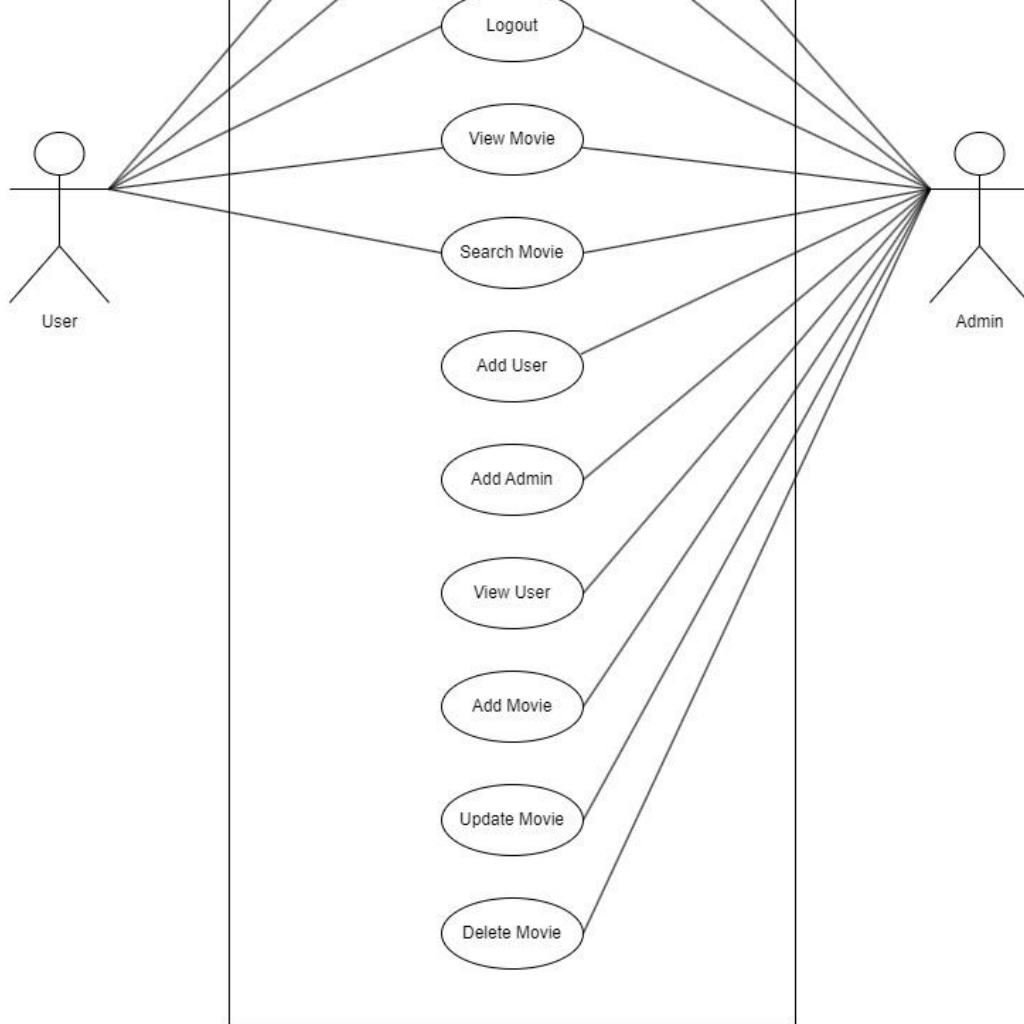 Logout
View Movie
Search Movie
User
Admin
Add User
Add Admin
View User
Add Movie
Update Movie
Delete Movie